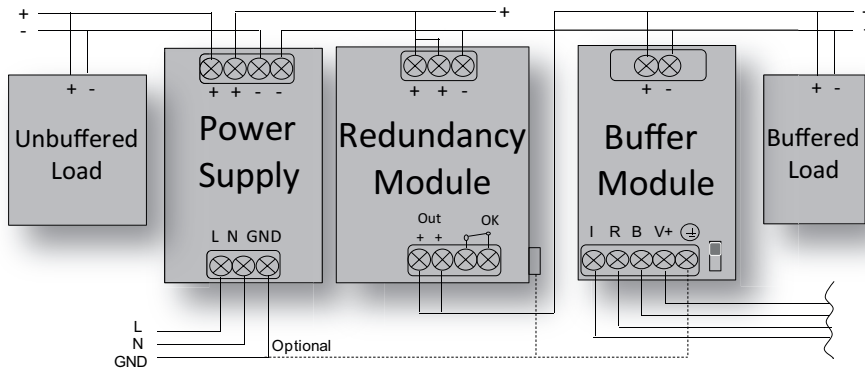 + +
- -
+ -
Unbuffered
Load
+ + - -
Power
Supply
L N GND
+ + -
Redundancy
Module
Out
+ +
OK
+ -
Buffer
Module
I R B V+
+ -
Buffered
Load
L
N
GND
Optional